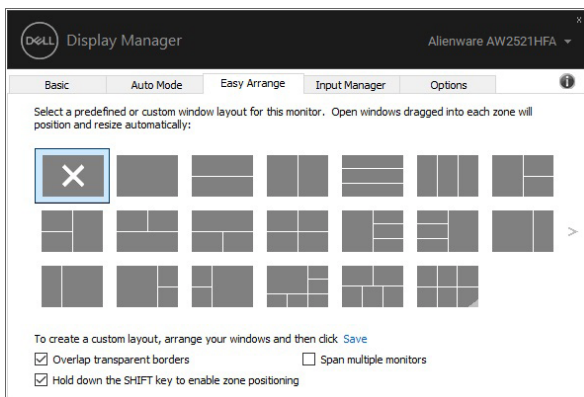 DELL Display Manager
Alienware AW2521HFA
Basic Auto Mode Easy Arrange Input Manager Options
Select a predefined or custom window layout for this monitor. Open windows dragged into each zone will
position and resize automatically:
To create a custom layout, arrange your windows and then click Save
Overlap transparent borders Span multiple monitors
Hold down the SHIFT key to enable zone positioning